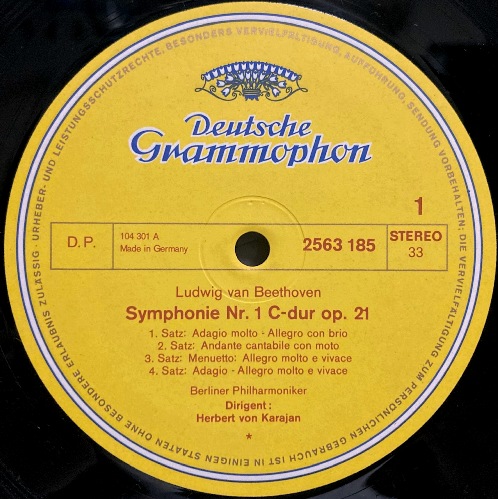 URHEBER- UND LEISTUNGSSCHUTZRECHTE, BESONDERS VERVIELFÄLTIGUNG, AUFFÜHRUNG, SENDUNG VORBEHALTEN; DIE VERVIELFÄLTIGUNG ZUM PERSÖNLICHEN GEBRAUCH IST IN EINIGEN STAATEN OHNE BESONDERE ERLAUBNIS ZULÄSSIG ·
Deutsche
Grammophon
1
D.P.
104 301 A
Made in Germany
2563 185
STEREO
33
Ludwig van Beethoven
Symphonie Nr. 1 C-dur op. 21
1. Satz: Adagio molto - Allegro con brio
2. Satz: Andante cantabile con moto
3. Satz: Menuetto: Allegro molto e vivace
4. Satz: Adagio - Allegro molto e vivace
Berliner Philharmoniker
Dirigent:
Herbert von Karajan
*